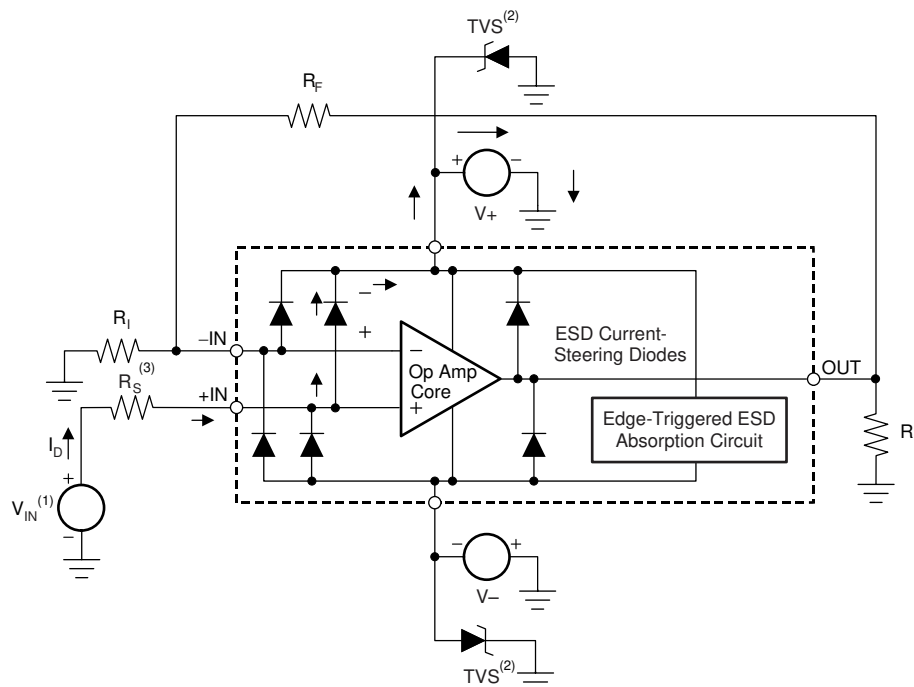 TVS(2)
RF
+ −
V+
−
+
RI
−IN
RS(3)
+IN
ID
+
VIN(1)
−
−
Op Amp
Core
+
ESD Current-
Steering Diodes
OUT
Edge-Triggered ESD
Absorption Circuit
R
− +
V−
TVS(2)